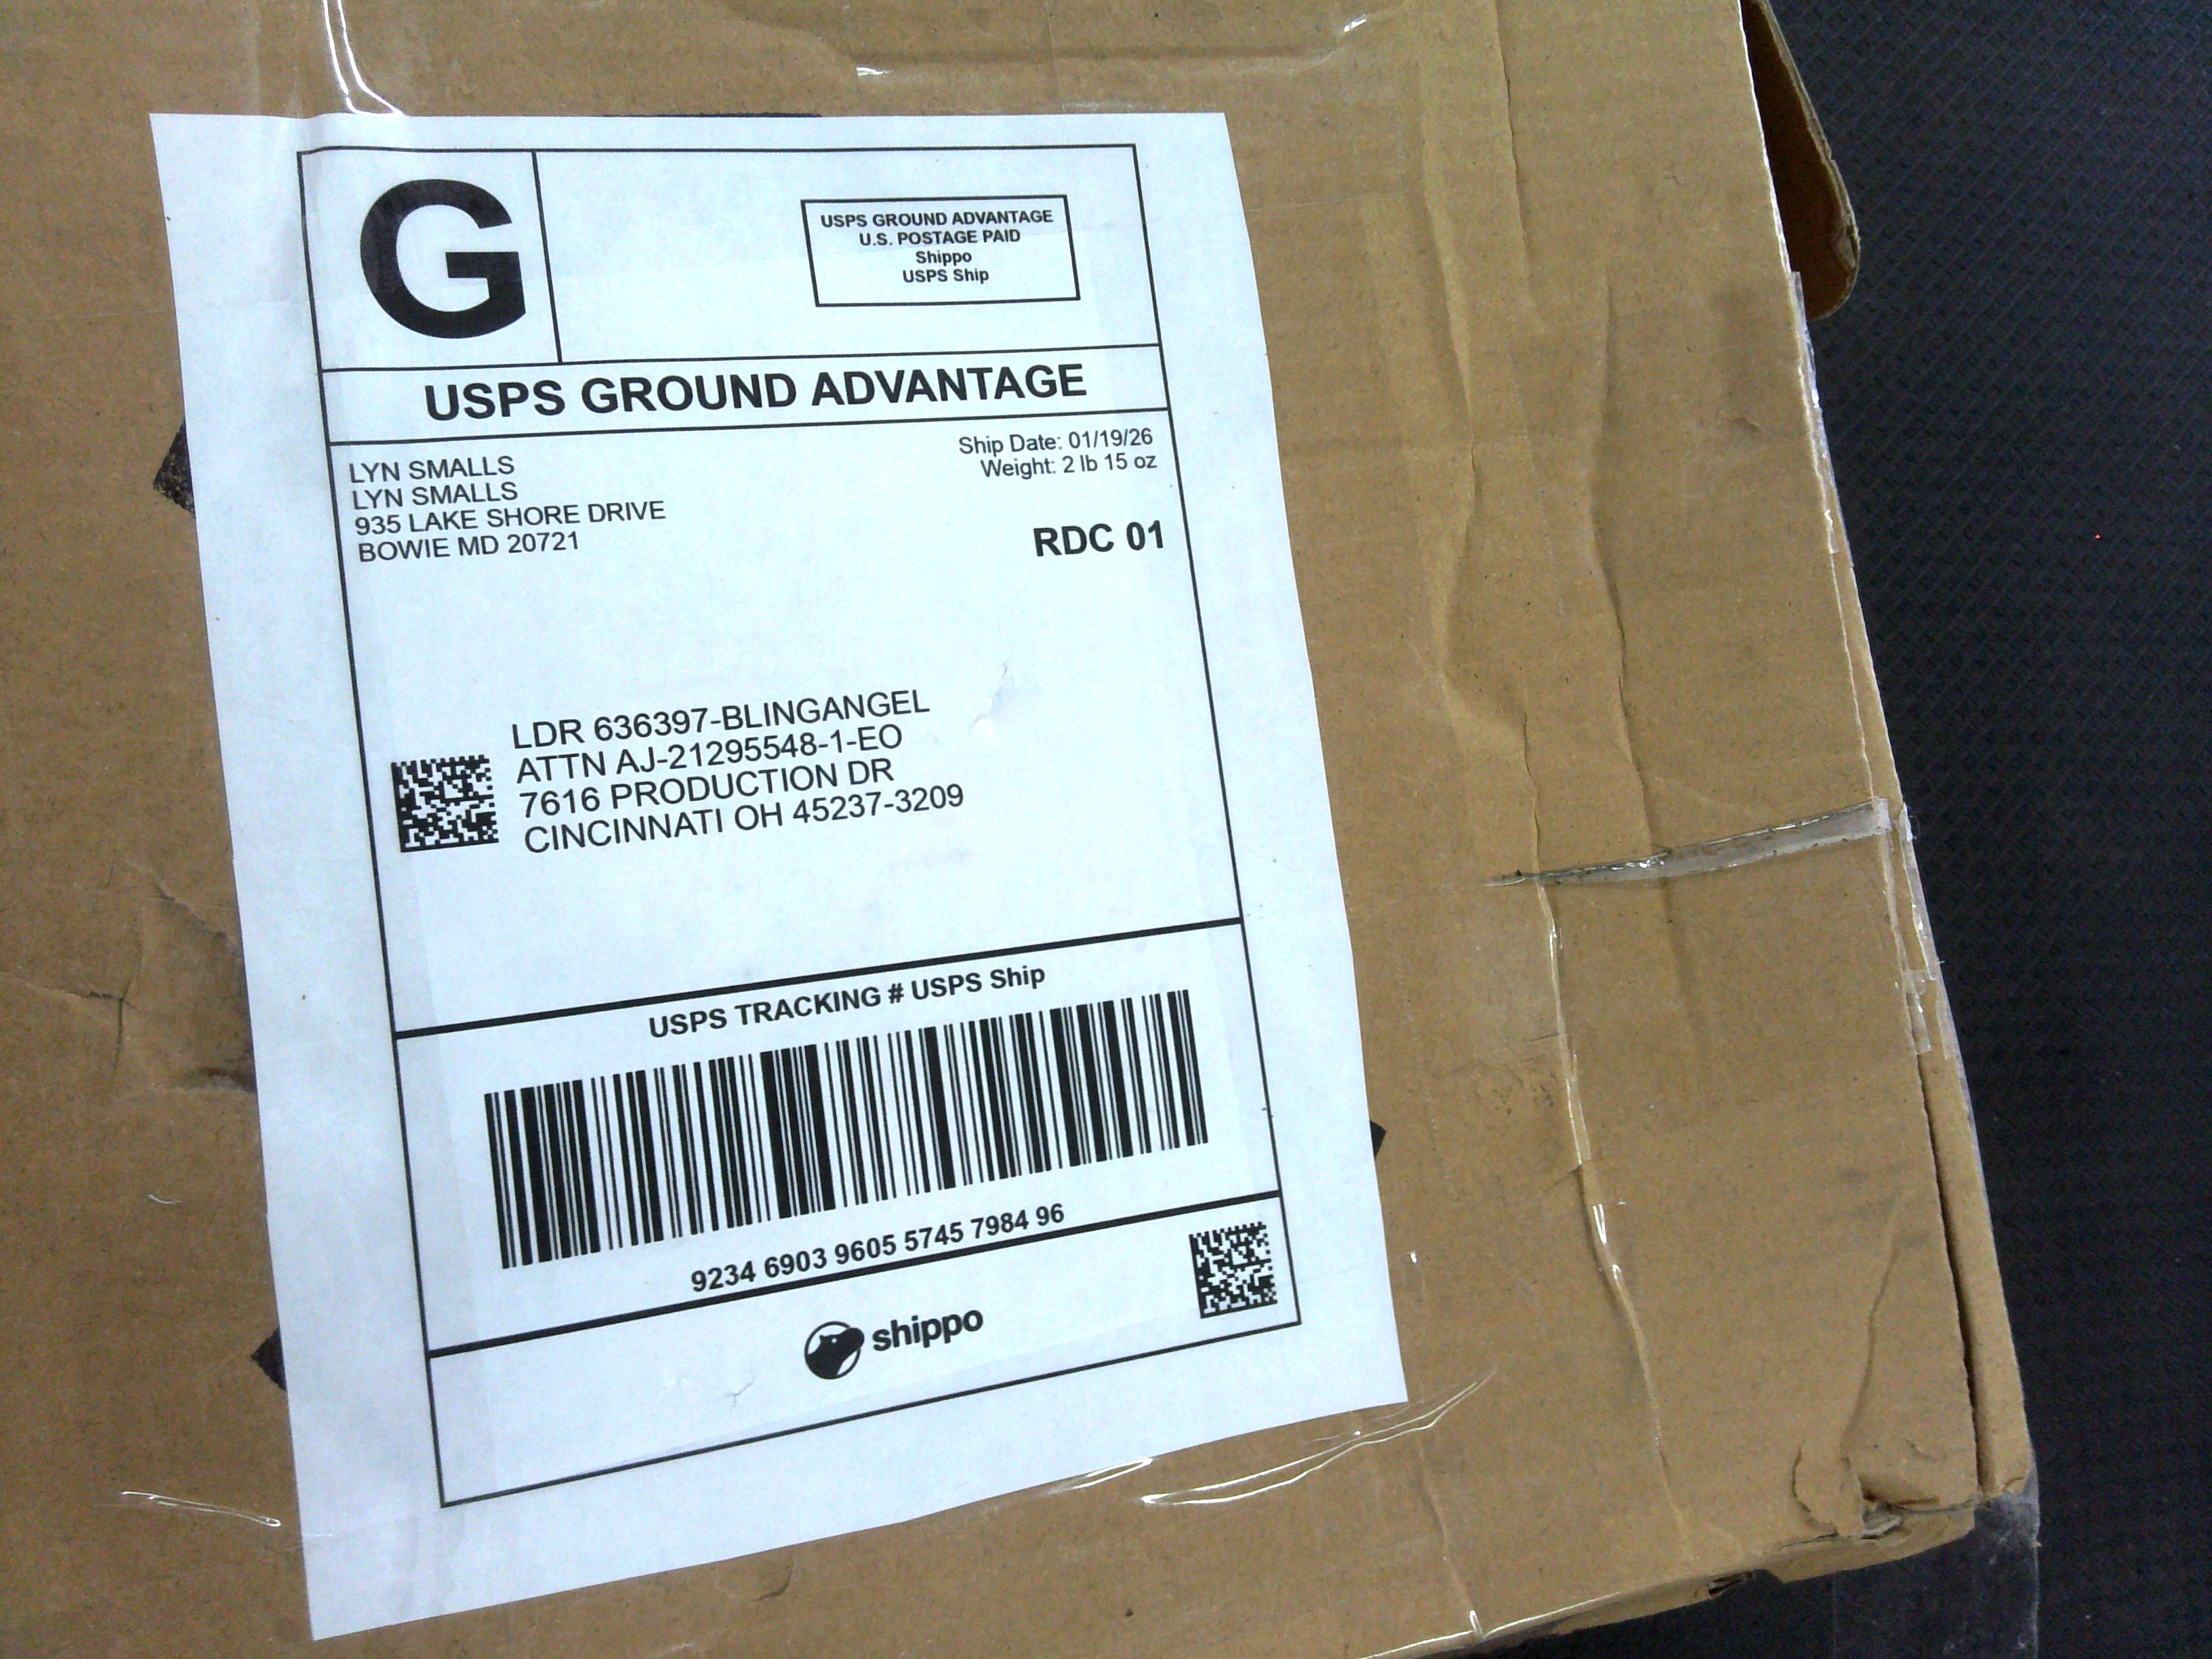 G
USPS GROUND ADVANTAGE
U.S. POSTAGE PAID
Shippo
USPS Ship
USPS GROUND ADVANTAGE
LYN SMALLS
LYN SMALLS
935 LAKE SHORE DRIVE
BOWIE MD 20721
Ship Date: 01/19/26
Weight: 2 lb 15 oz
RDC 01
LDR 636397-BLINGANGEL
ATTN AJ-21295548-1-EO
7616 PRODUCTION DR
CINCINNATI OH 45237-3209
USPS TRACKING # USPS Ship
9234 6903 9605 5745 7984 96
shippo